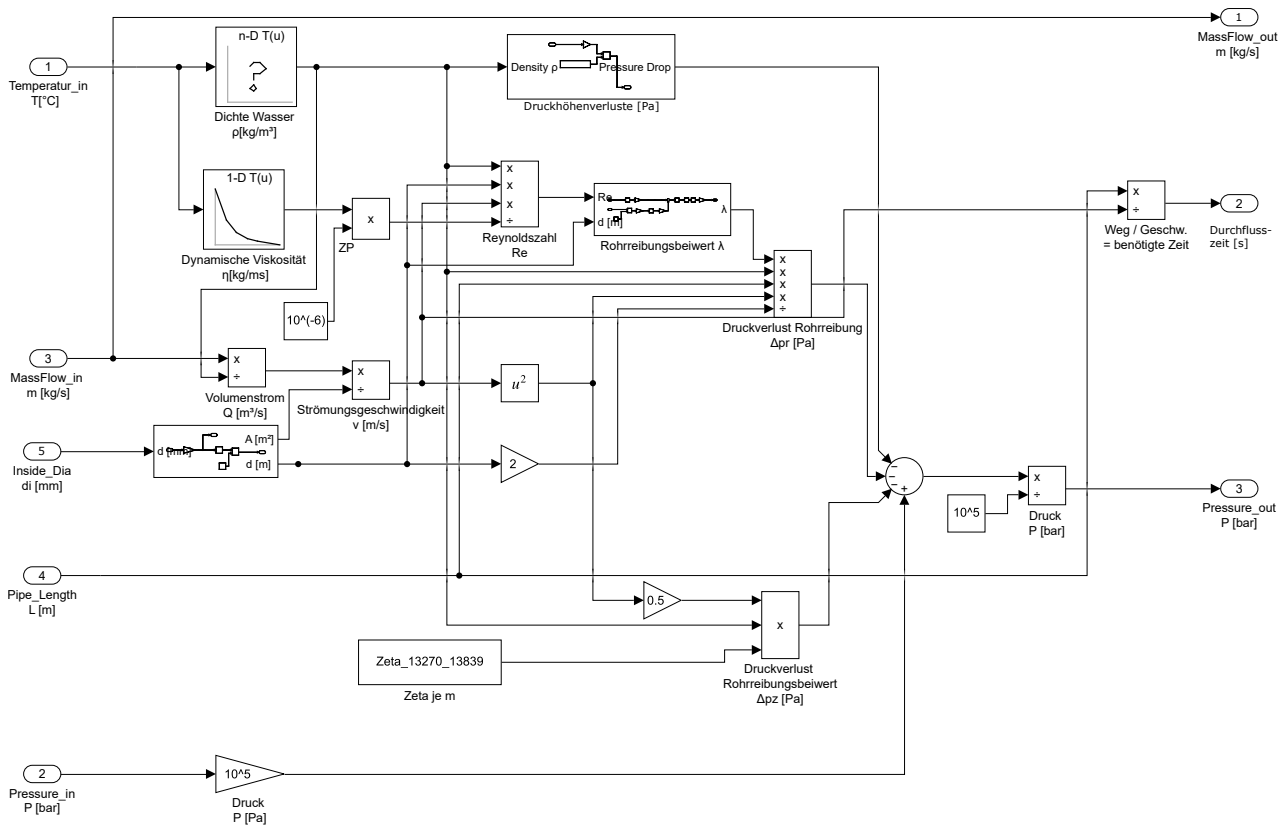 1
MassFlow_out
m [kg/s]
n-D T(u)
1
Temperatur_in
T[°C]
Dichte Wasser
ρ[kg/m³]
Density ρ
Pressure Drop
Druckhöhenverluste [Pa]
1-D T(u)
Dynamische Viskosität
η[kg/ms]
x
ZP
10^(-6)
x
x
x
÷
Reynoldszahl
Re
Re
d [m]
λ
Rohrreibungsbeiwert λ
x
÷
Weg / Geschw.
= benötigte Zeit
2
Durchfluss-
zeit [s]
x
x
x
x
÷
Druckverlust Rohrreibung
Δpr [Pa]
3
MassFlow_in
m [kg/s]
x
÷
Volumenstrom
Q [m³/s]
x
÷
Strömungsgeschwindigkeit
v [m/s]
u²
5
Inside_Dia
di [mm]
d [mm]
A [m²]
d [m]
2
−
−
−
+
10^5
x
÷
Druck
P [bar]
3
Pressure_out
P [bar]
4
Pipe_Length
L [m]
0.5
x
Druckverlust
Rohrreibungsbeiwert
Δpz [Pa]
Zeta_13270_13839
Zeta je m
2
Pressure_in
P [bar]
10^5
Druck
P [Pa]